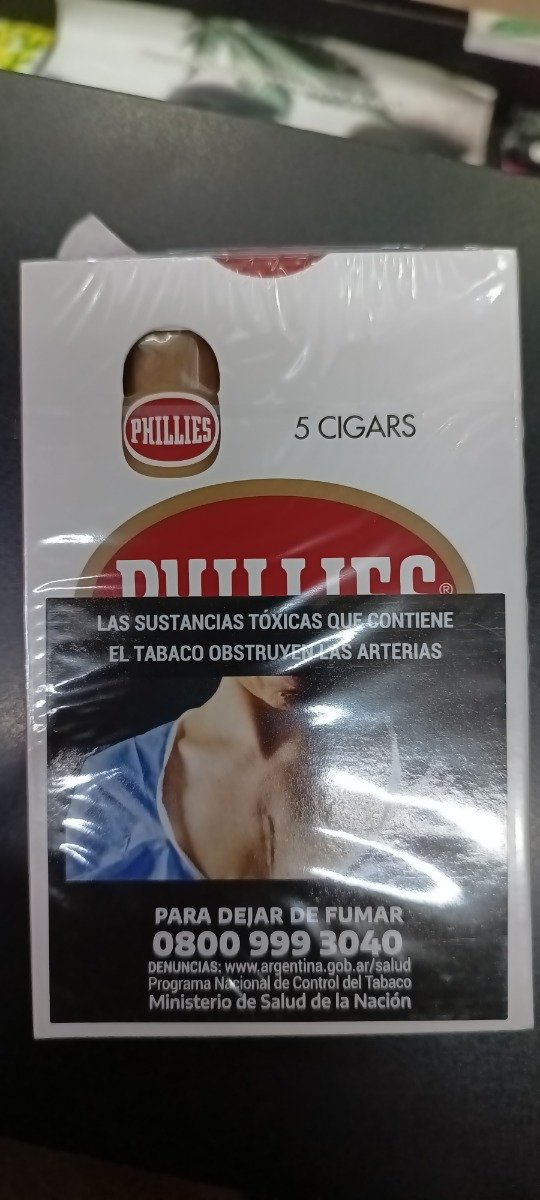 PHILLIES
5 CIGARS
PHILLIES®
LAS SUSTANCIAS TÓXICAS QUE CONTIENE
EL TABACO OBSTRUYEN LAS ARTERIAS
PARA DEJAR DE FUMAR
0800 999 3040
DENUNCIAS: www.argentina.gob.ar/salud
Programa Nacional de Control del Tabaco
Ministerio de Salud de la Nación